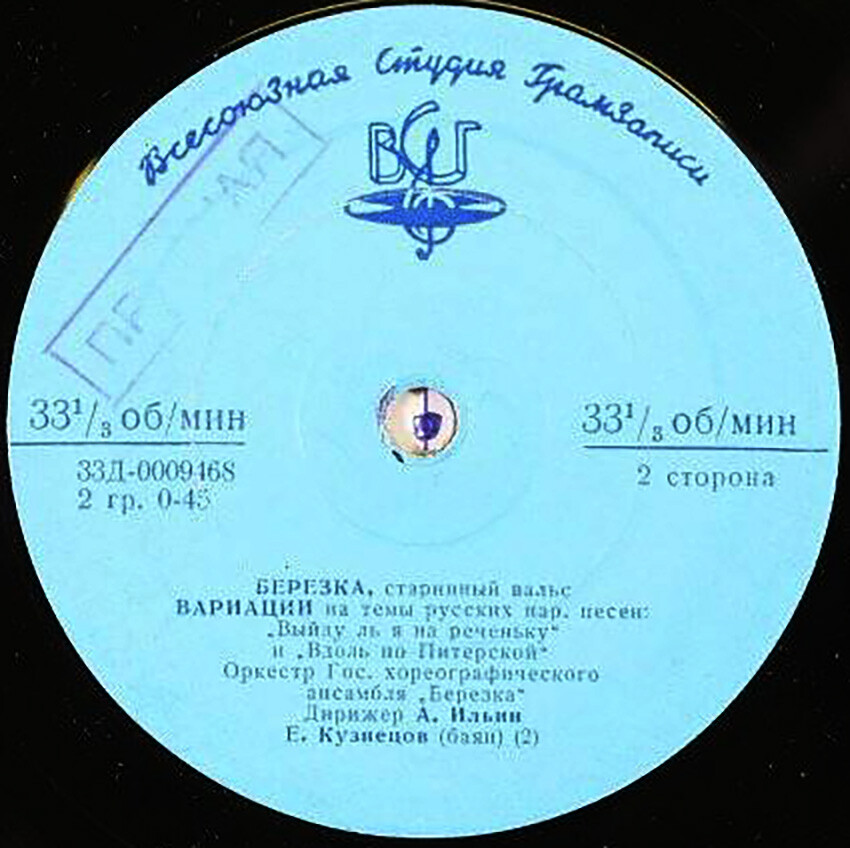 Всесоюзная Студия Грамзаписи
ВСГ
33¹/₃ об/мин
33Д-0009468
2 гр. 0-45
33¹/₃ об/мин
2 сторона
БЕРЕЗКА, старинный вальс
ВАРИАЦИИ на темы русских нар. песен:
„Выйду ль я на реченьку“
и „Вдоль по Питерской“
Оркестр Гос. хореографического
ансамбля „Березка“
Дирижер А. Ильин
Е. Кузнецов (баян) (2)